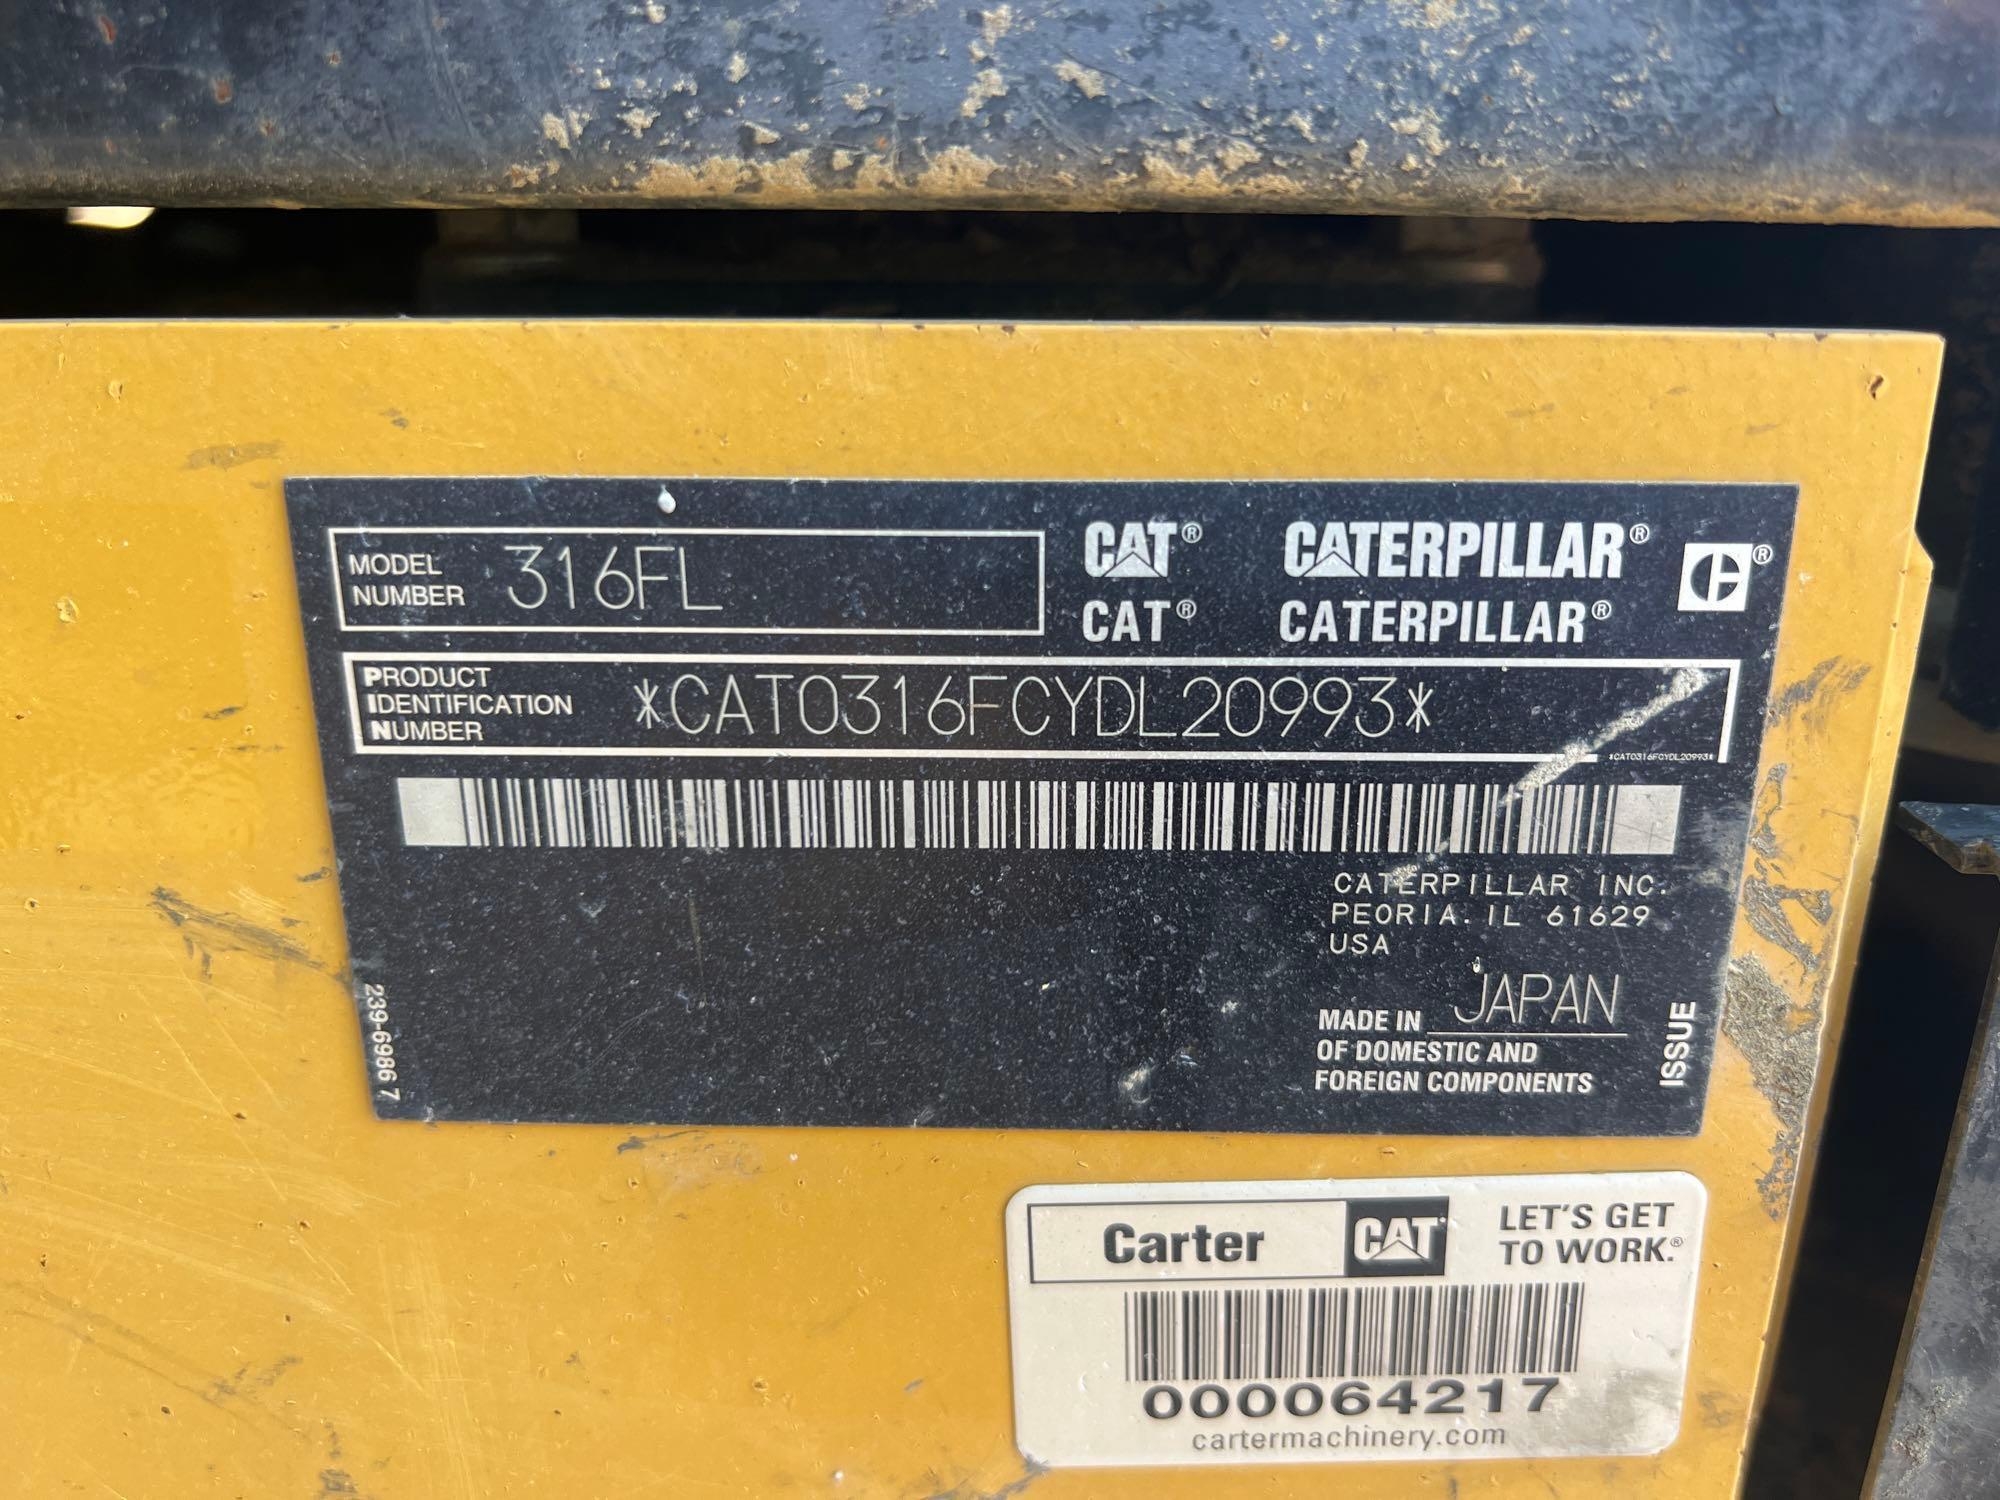 MODEL NUMBER 316FL
CAT® CATERPILLAR® ®
CAT® CATERPILLAR®
PRODUCT IDENTIFICATION NUMBER *CAT0316FCYDL20993*
*CAT0316FCYDL20993*
CATERPILLAR INC.
PEORIA. IL 61629
USA
MADE IN JAPAN
OF DOMESTIC AND
FOREIGN COMPONENTS
ISSUE
239-6986 7
Carter CAT LET'S GET
TO WORK.®
000064217
cartermachinery.com